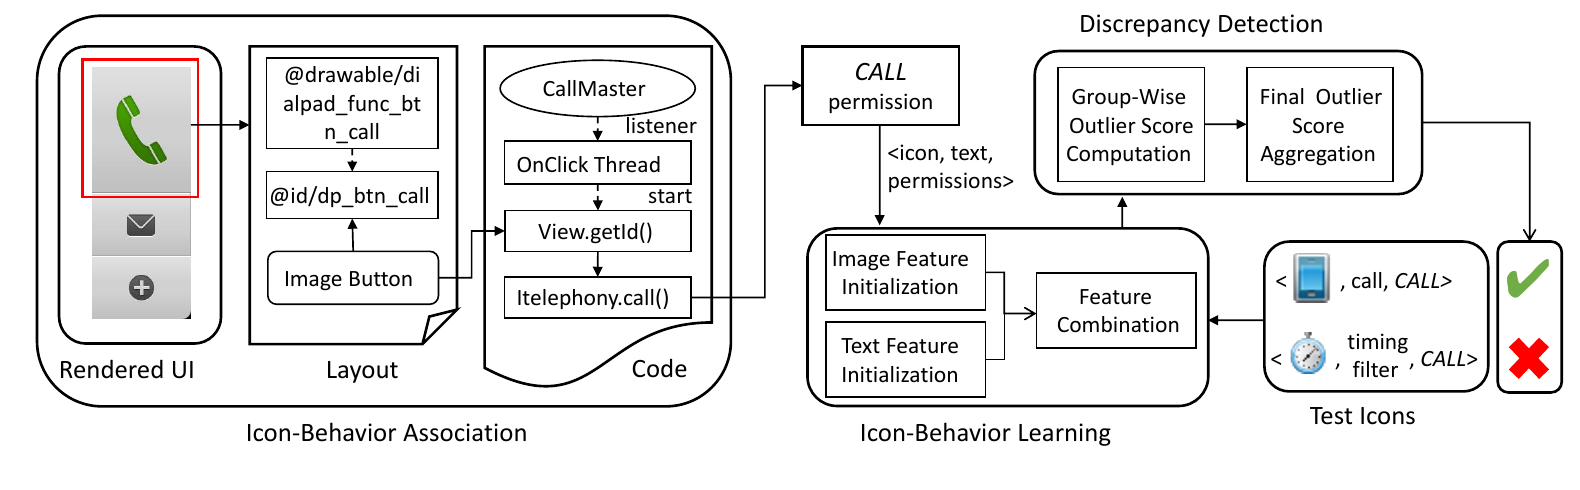 Discrepancy Detection
@drawable/di
alpad_func_bt
n_call
@id/dp_btn_call
Image Button
CallMaster
listener
OnClick Thread
start
View.getId()
Itelephony.call()
Rendered UI
Layout
Code
Icon-Behavior Association
CALL
permission
<icon, text,
permissions>
Group-Wise
Outlier Score
Computation
Final Outlier
Score
Aggregation
Image Feature
Initialization
Text Feature
Initialization
Feature
Combination
Icon-Behavior Learning
< , call, CALL>
< , timing
filter , CALL>
Test Icons